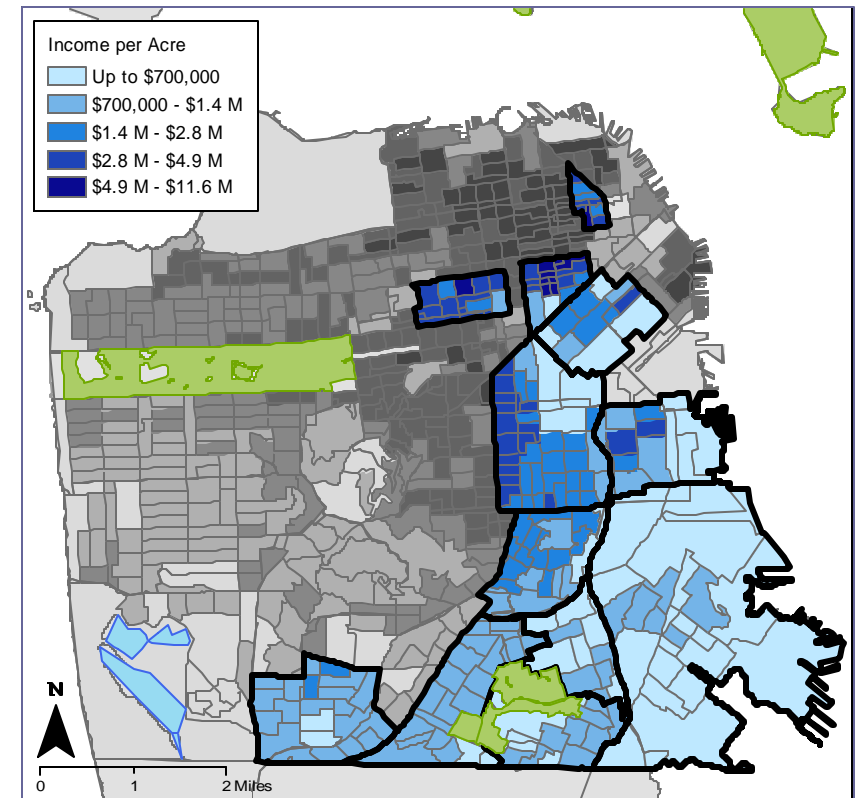 Income per Acre
Up to $700,000
$700,000 - $1.4 M
$1.4 M - $2.8 M
$2.8 M - $4.9 M
$4.9 M - $11.6 M
N
0 1 2 Miles